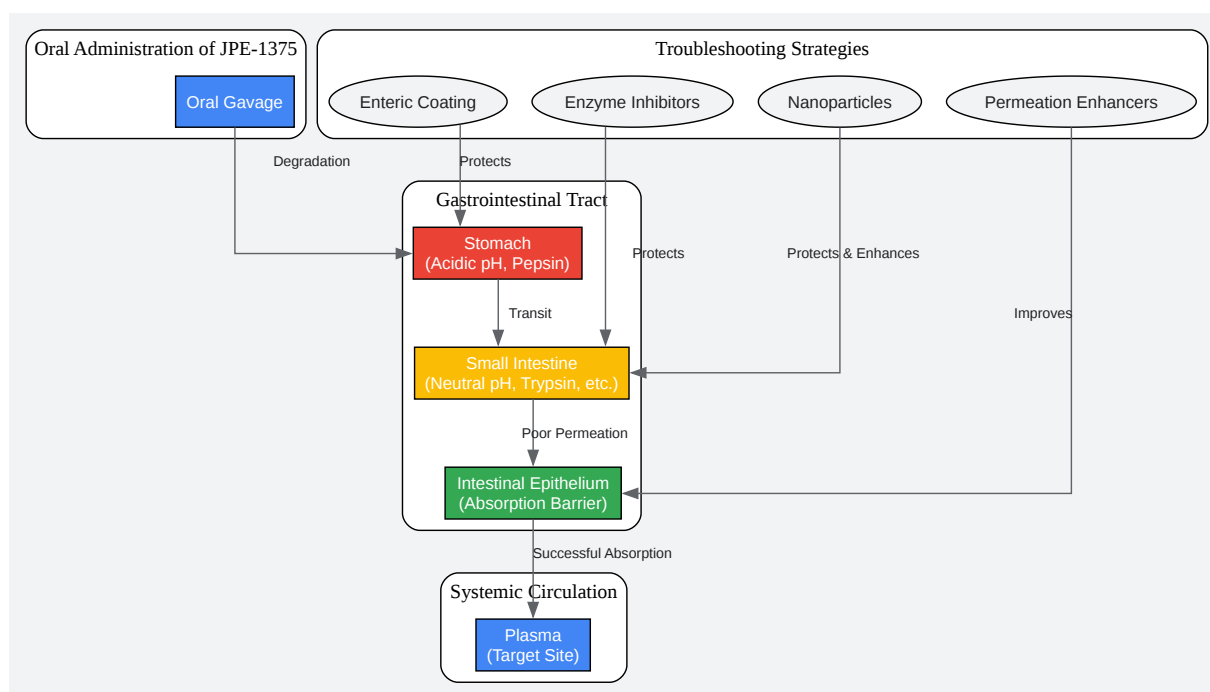 Oral Administration of JPE-1375
Troubleshooting Strategies
Oral Gavage
Enteric Coating
Enzyme Inhibitors
Nanoparticles
Permeation Enhancers
Degradation
Protects
Gastrointestinal Tract
Stomach
(Acidic pH, Pepsin)
Protects
Protects & Enhances
Transit
Improves
Small Intestine
(Neutral pH, Trypsin, etc.)
Poor Permeation
Intestinal Epithelium
(Absorption Barrier)
Successful Absorption
Systemic Circulation
Plasma
(Target Site)